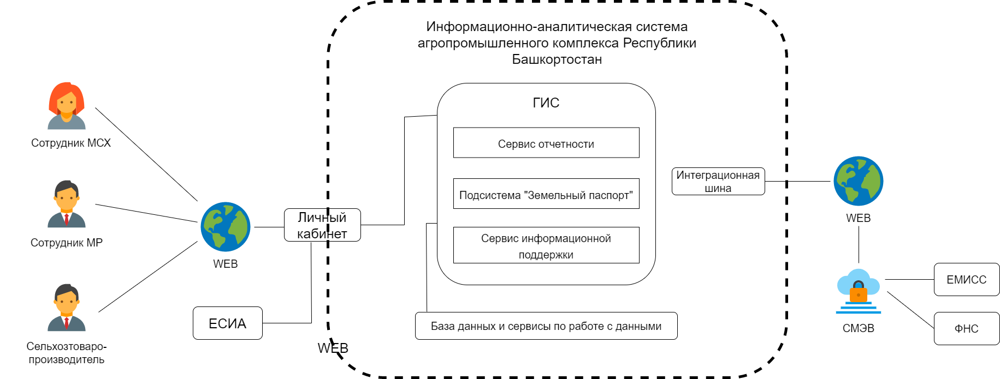 Информационно-аналитическая система
агропромышленного комплекса Республики
Башкортостан
ГИС
Сервис отчетности
Подсистема "Земельный паспорт"
Сервис информационной
поддержки
База данных и сервисы по работе с данными
Сотрудник МСХ
Сотрудник МР
Сельхозтоваро-
производитель
WEB
Личный
кабинет
ЕСИА
WEB
Интеграционная
шина
WEB
СМЭВ
ЕМИСС
ФНС